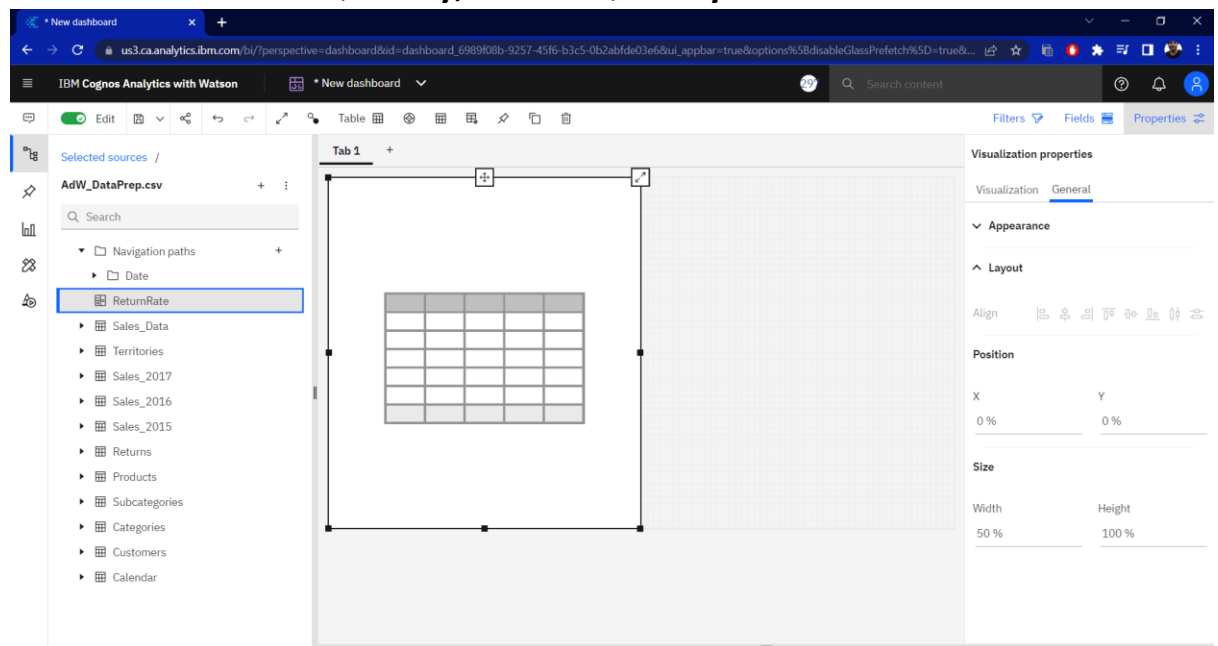 * New dashboard
us3.ca.analytics.ibm.com/bi/?perspective=dashboard&id=dashboard_6989f08b-9257-45f6-b3c5-0b2abfde03e6&ui_appbar=true&options%5BdisableGlassPrefetch%5D=true&...
IBM Cognos Analytics with Watson
* New dashboard
29
Search content
Edit
Table
Filters
Fields
Properties
Selected sources /
AdW_DataPrep.csv
Search
Navigation paths
Date
ReturnRate
Sales_Data
Territories
Sales_2017
Sales_2016
Sales_2015
Returns
Products
Subcategories
Categories
Customers
Calendar
Tab 1
Visualization properties
Visualization General
Appearance
Layout
Align
Position
X Y
0 % 0 %
Size
Width Height
50 % 100 %